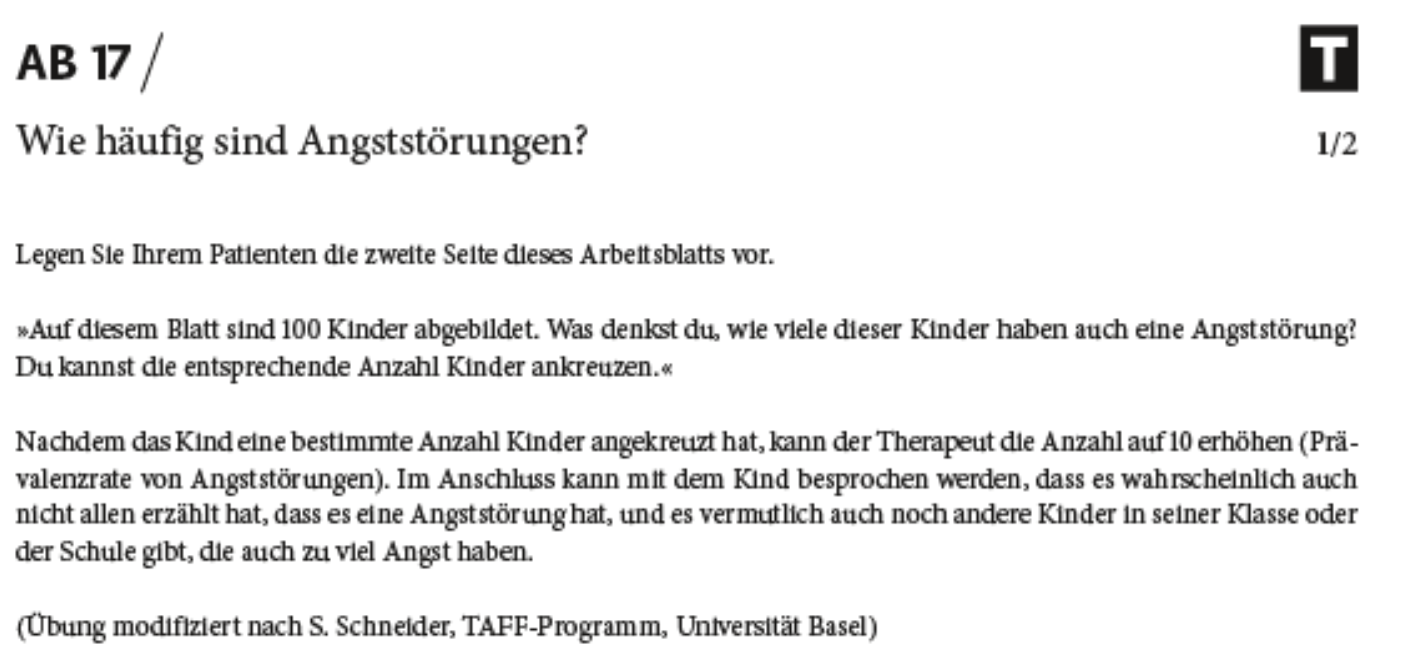 AB 17 /
T
Wie häufig sind Angststörungen?
1/2
Legen Sie Ihrem Patienten die zweite Seite dieses Arbeitsblatts vor.
»Auf diesem Blatt sind 100 Kinder abgebildet. Was denkst du, wie viele dieser Kinder haben auch eine Angststörung?
Du kannst die entsprechende Anzahl Kinder ankreuzen.«
Nachdem das Kind eine bestimmte Anzahl Kinder angekreuzt hat, kann der Therapeut die Anzahl auf 10 erhöhen (Prä-
valenzrate von Angststörungen). Im Anschluss kann mit dem Kind besprochen werden, dass es wahrscheinlich auch
nicht allen erzählt hat, dass es eine Angststörung hat, und es vermutlich auch noch andere Kinder in seiner Klasse oder
der Schule gibt, die auch zu viel Angst haben.
(Übung modifiziert nach S. Schneider, TAFF-Programm, Universität Basel)